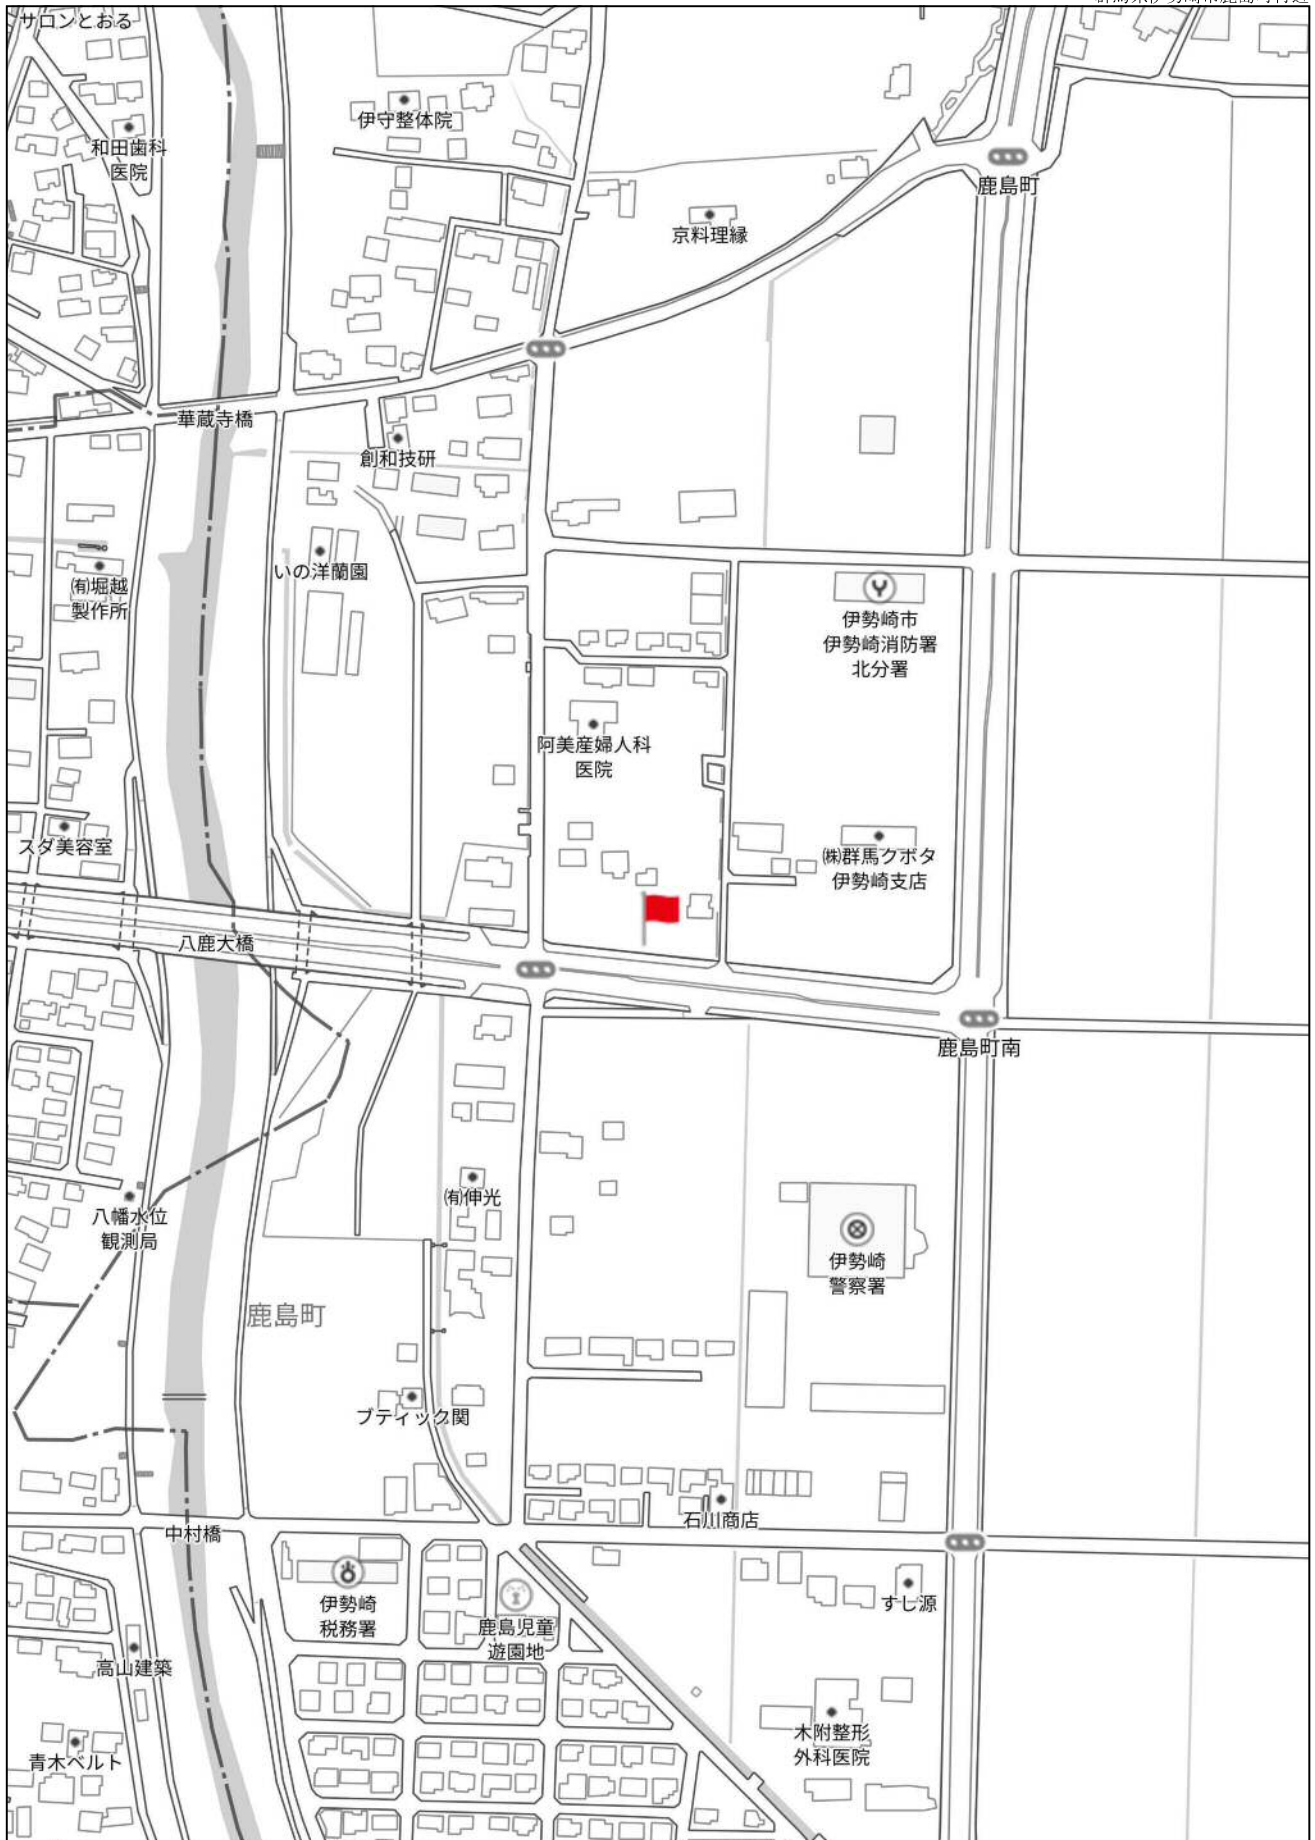 サロンとおる
伊守整体院
和田歯科
医院
鹿島町
京料理縁
華蔵寺橋
創和技研
いの洋蘭園
㈲堀越
製作所
伊勢崎市
伊勢崎消防署
北分署
阿美産婦人科
医院
スダ美容室
㈱群馬クボタ
伊勢崎支店
八鹿大橋
鹿島町南
㈲伸光
八幡水位
観測局
伊勢崎
警察署
鹿島町
ブティック関
石川商店
中村橋
伊勢崎
税務署
鹿島児童
遊園地
すし源
高山建築
木附整形
外科医院
青木ベルト